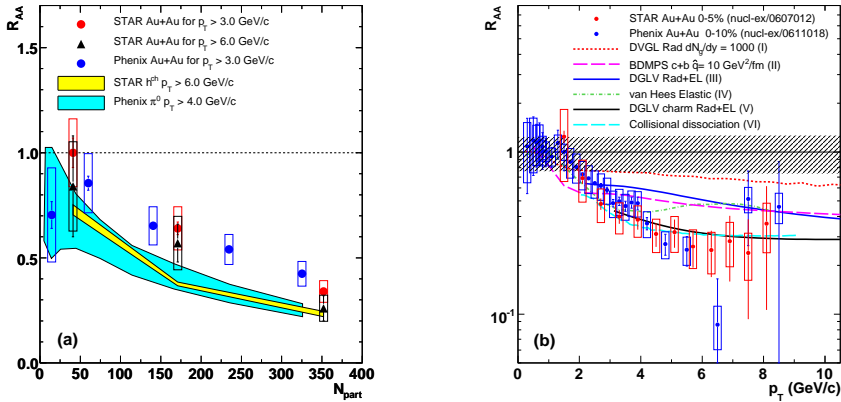 R_AA
STAR Au+Au for p_T > 3.0 GeV/c
STAR Au+Au for p_T > 6.0 GeV/c
Phenix Au+Au for p_T > 3.0 GeV/c
STAR h^ch p_T > 6.0 GeV/c
Phenix π^0 p_T > 4.0 GeV/c
1.5
1.0
0.5
0.0
(a)
0 50 100 150 200 250 300 350 400
N_part
R_AA
STAR Au+Au 0-5% (nucl-ex/0607012)
Phenix Au+Au 0-10% (nucl-ex/0611018)
DVGL Rad dN_g/dy = 1000 (I)
BDMPS c+b q̂= 10 GeV²/fm (II)
DGLV Rad+EL (III)
van Hees Elastic (IV)
DGLV charm Rad+EL (V)
Collisional dissociation (VI)
1
10⁻¹
(b)
0 2 4 6 8 10
p_T (GeV/c)